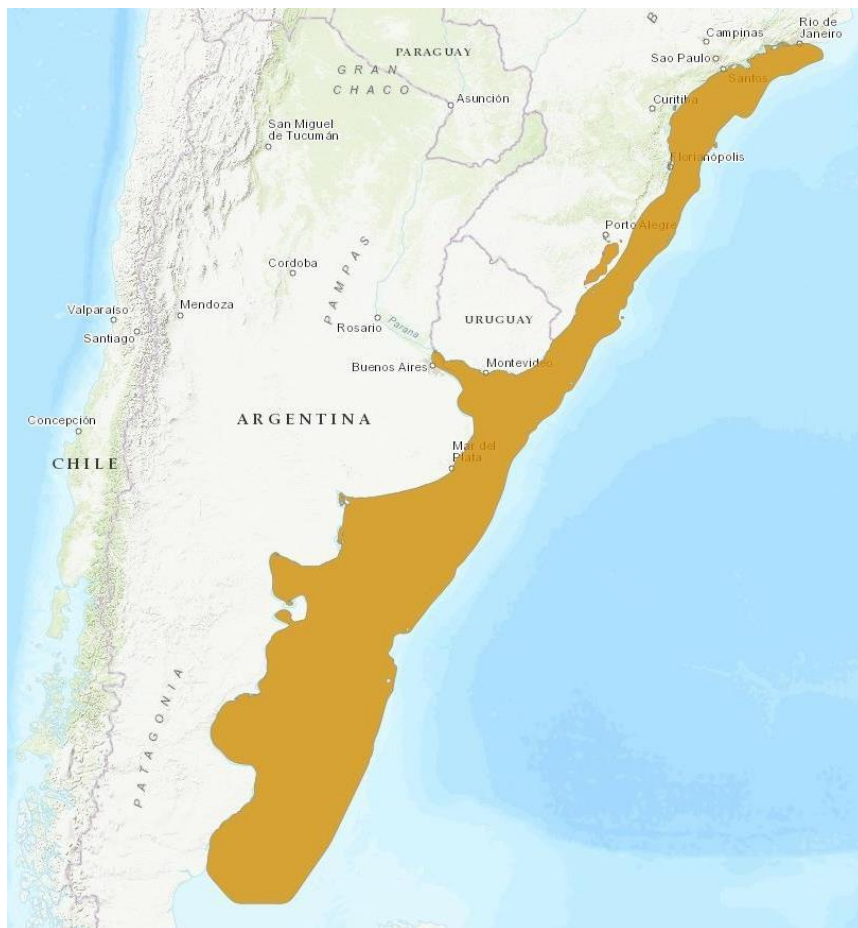 B
Rio de
Janeiro
Campinas
PARAGUAY
Sao Paulo
GRAN
CHACO
Santos
Asunción
Curitiba
San Miguel
de Tucumán
Florianópolis
Porto Alegre
PAMPAS
Cordoba
Mendoza
Valparaíso
Rosario
Parana
URUGUAY
Santiago
Buenos Aires
Montevideo
ARGENTINA
Concepción
Mar del
Plata
CHILE
PATAGONIA